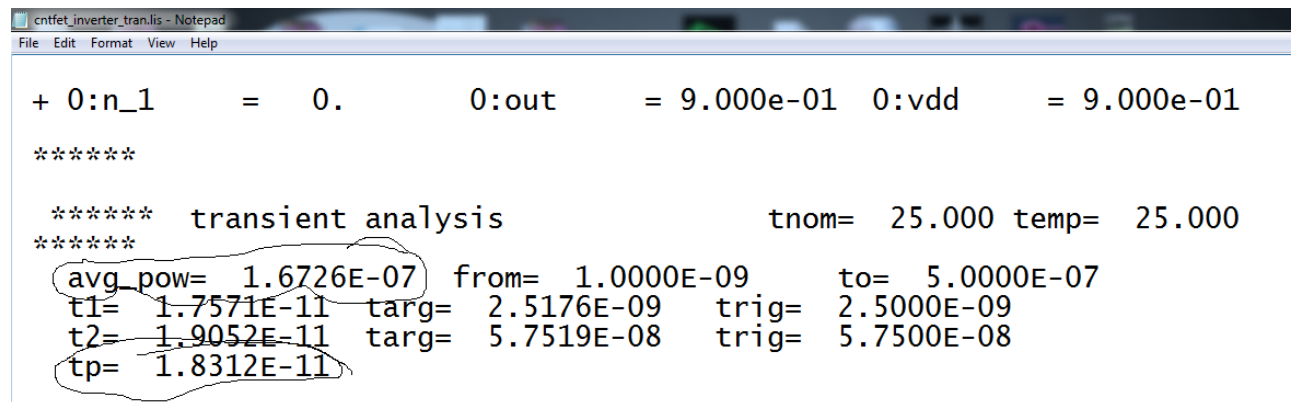 cntfet_inverter_tran.lis - Notepad
File Edit Format View Help
+ 0:n_1 = 0. 0:out = 9.000e-01 0:vdd = 9.000e-01
******
****** transient analysis tnom= 25.000 temp= 25.000
******
avg_pow= 1.6726E-07 from= 1.0000E-09 to= 5.0000E-07
t1= 1.7571E-11 targ= 2.5176E-09 trig= 2.5000E-09
t2= 1.9052E-11 targ= 5.7519E-08 trig= 5.7500E-08
tp= 1.8312E-11